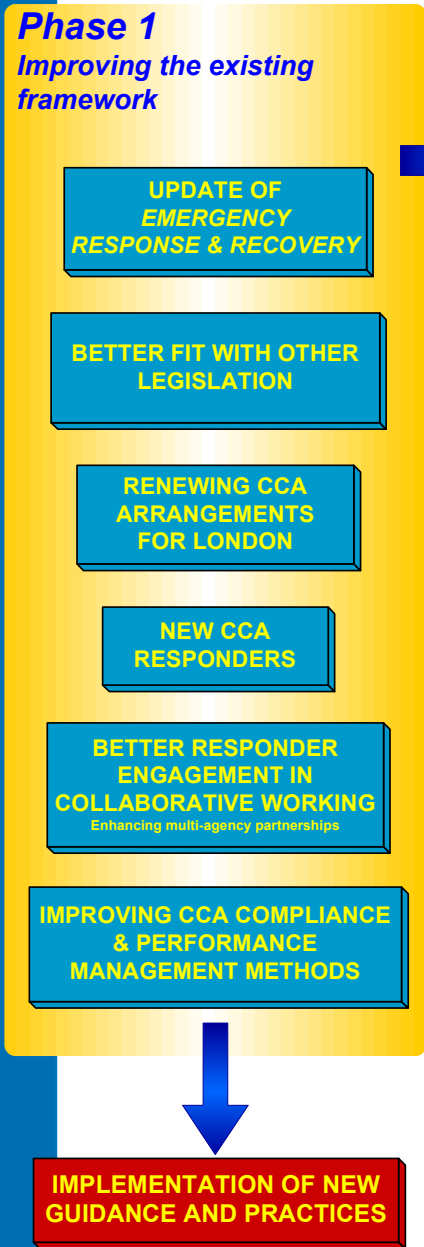 Phase 1
Improving the existing
framework
UPDATE OF
EMERGENCY
RESPONSE & RECOVERY
BETTER FIT WITH OTHER
LEGISLATION
RENEWING CCA
ARRANGEMENTS
FOR LONDON
NEW CCA
RESPONDERS
BETTER RESPONDER
ENGAGEMENT IN
COLLABORATIVE WORKING
Enhancing multi-agency partnerships
IMPROVING CCA COMPLIANCE
& PERFORMANCE
MANAGEMENT METHODS
IMPLEMENTATION OF NEW
GUIDANCE AND PRACTICES